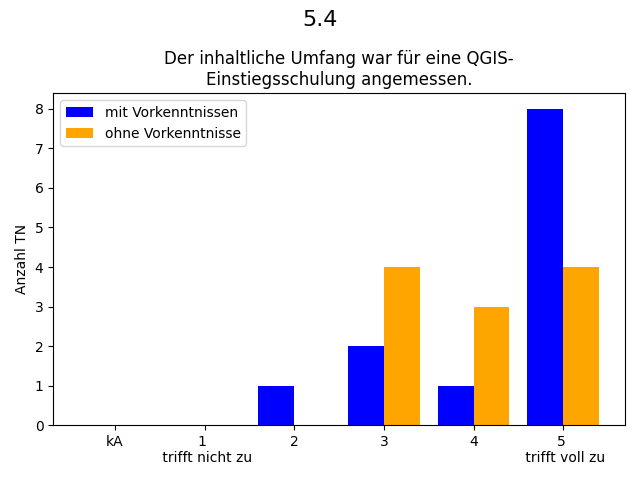 5.4
Der inhaltliche Umfang war für eine QGIS-
Einstiegsschulung angemessen.
mit Vorkenntnissen
ohne Vorkenntnisse
Anzahl TN
8
7
6
5
4
3
2
1
0
kA 1 2 3 4 5
trifft nicht zu trifft voll zu